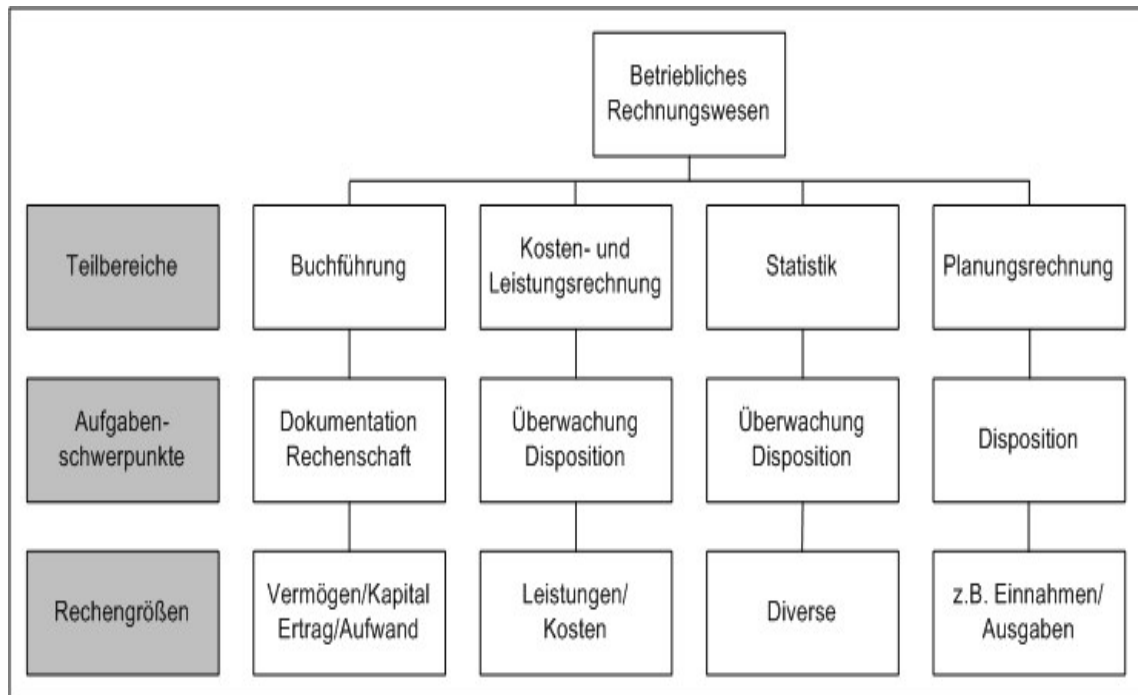 Betriebliches
Rechnungswesen
Teilbereiche
Buchführung
Kosten- und
Leistungsrechnung
Statistik
Planungsrechnung
Aufgaben-
schwerpunkte
Dokumentation
Rechenschaft
Überwachung
Disposition
Überwachung
Disposition
Disposition
Rechengrößen
Vermögen/Kapital
Ertrag/Aufwand
Leistungen/
Kosten
Diverse
z.B. Einnahmen/
Ausgaben